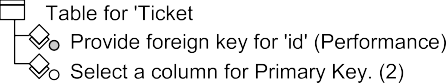 Table for 'Ticket
Provide foreign key for 'id' (Performance)
Select a column for Primary Key. (2)